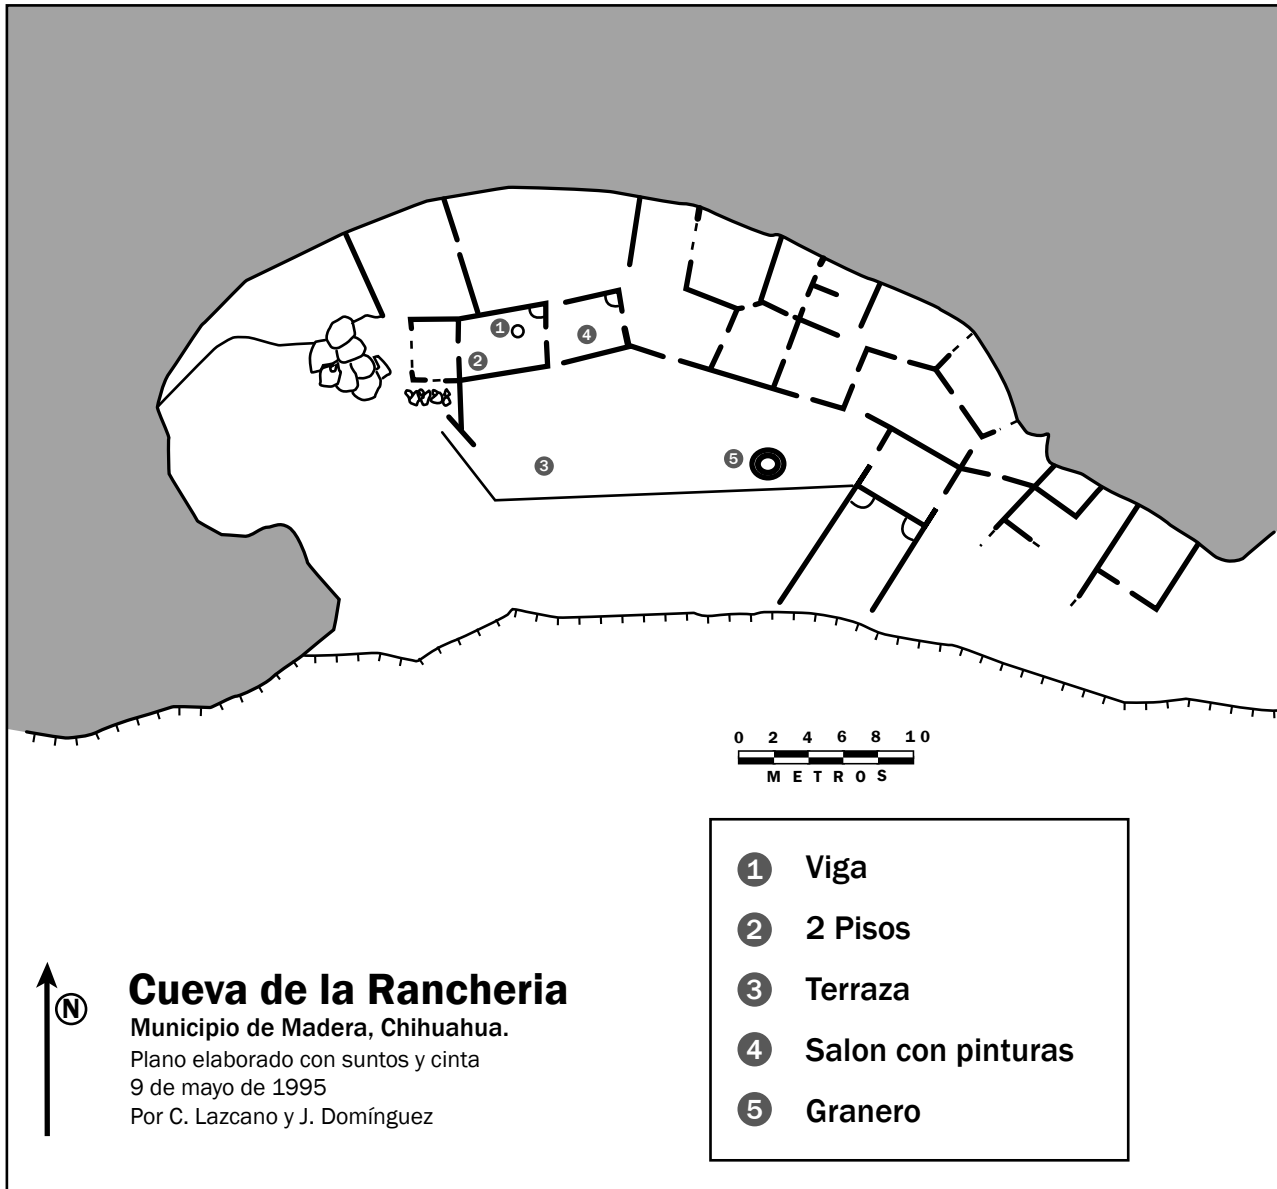 1
2
4
3
5
0 2 4 6 8 10
METROS
1 Viga
2 2 Pisos
3 Terraza
4 Salon con pinturas
5 Granero
N
Cueva de la Rancheria
Municipio de Madera, Chihuahua.
Plano elaborado con suntos y cinta
9 de mayo de 1995
Por C. Lazcano y J. Domínguez